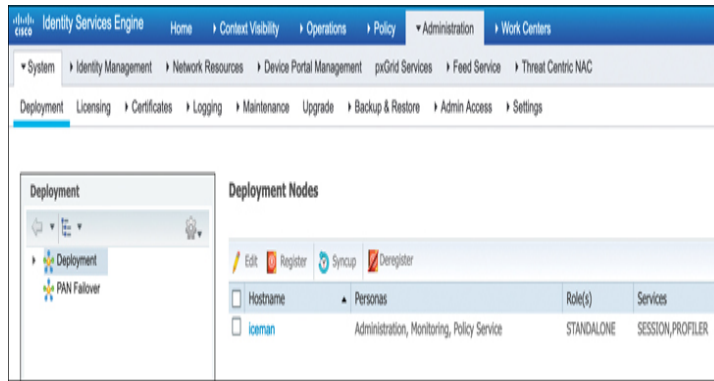 cisco Identity Services Engine Home Context Visibility Operations Policy Administration Work Centers
System Identity Management Network Resources Device Portal Management pxGrid Services Feed Service Threat Centric NAC
Deployment Licensing Certificates Logging Maintenance Upgrade Backup & Restore Admin Access Settings
Deployment
Deployment
PAN Failover
Deployment Nodes
Edit Register Syncup Deregister
Hostname Personas Role(s) Services
iceman Administration, Monitoring, Policy Service STANDALONE SESSION,PROFILER